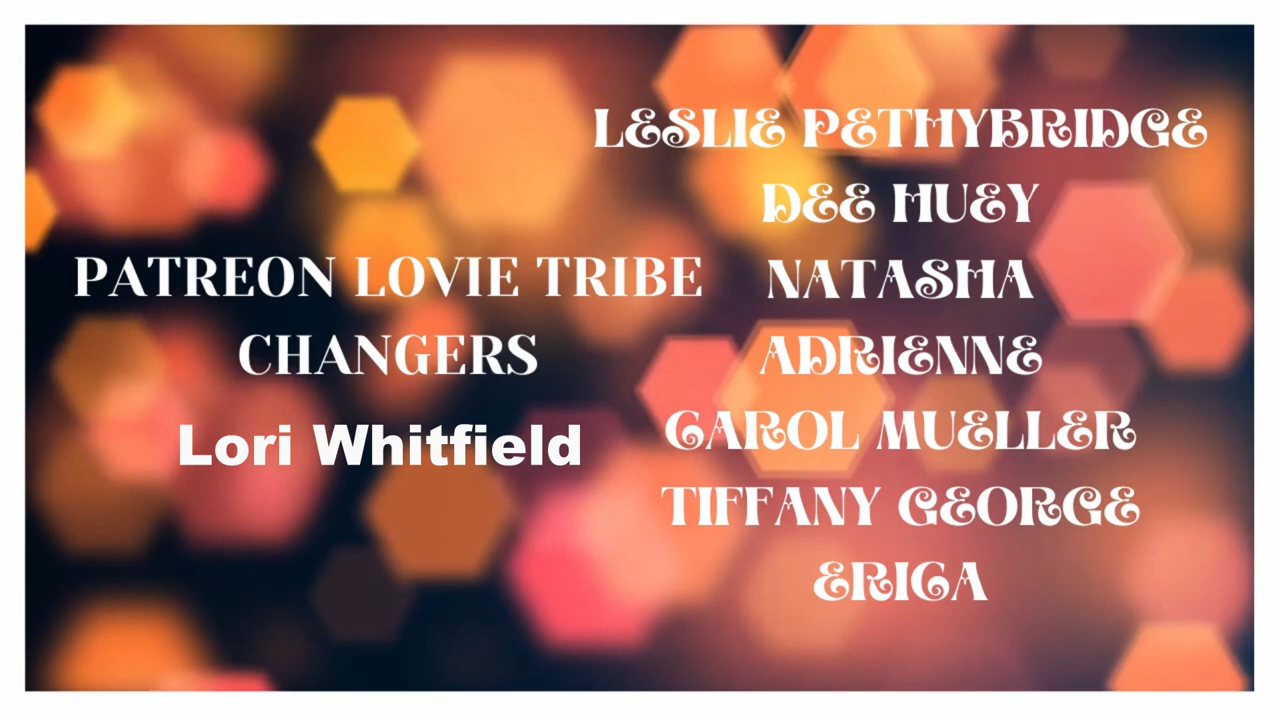 PATREON LOVIE TRIBE
CHANGERS
Lori Whitfield
LESLIE PETHYBRIDGE
DEE HUEY
NATASHA
ADRIENNE
CAROL MUELLER
TIFFANY GEORGE
ERICA